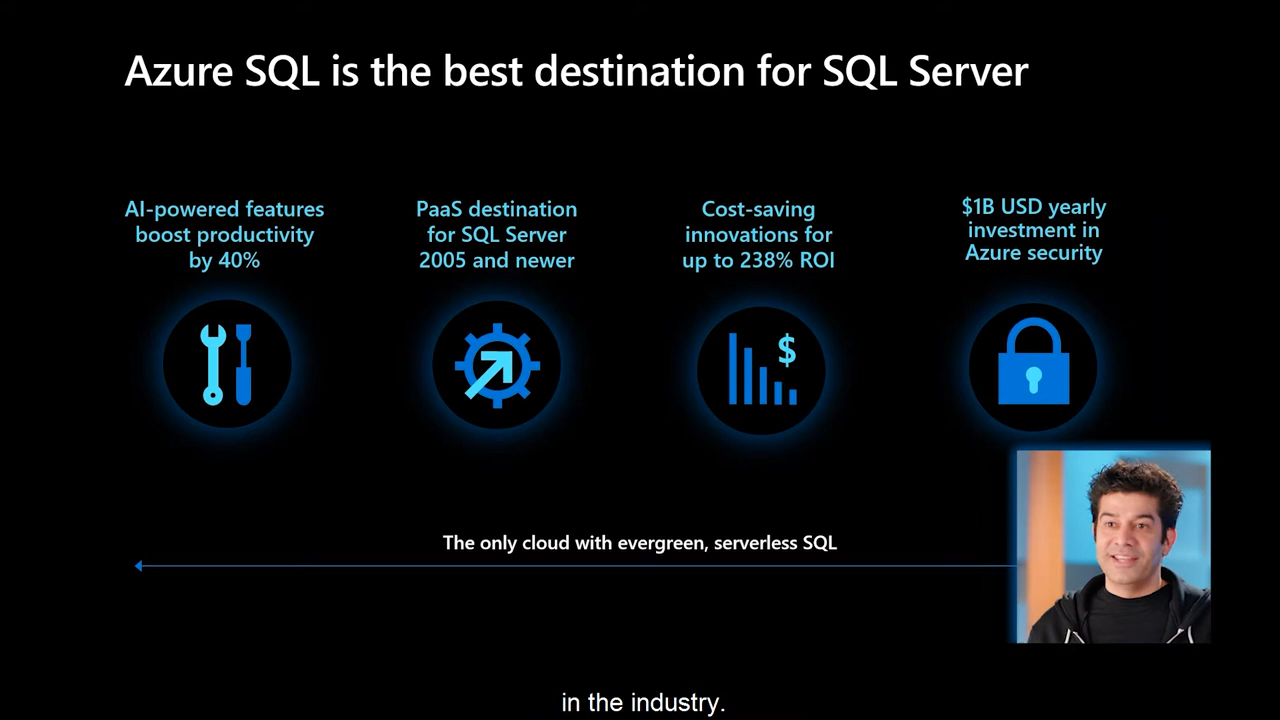 Azure SQL is the best destination for SQL Server
AI-powered features
boost productivity
by 40%
PaaS destination
for SQL Server
2005 and newer
Cost-saving
innovations for
up to 238% ROI
$1B USD yearly
investment in
Azure security
$
The only cloud with evergreen, serverless SQL
in the industry.